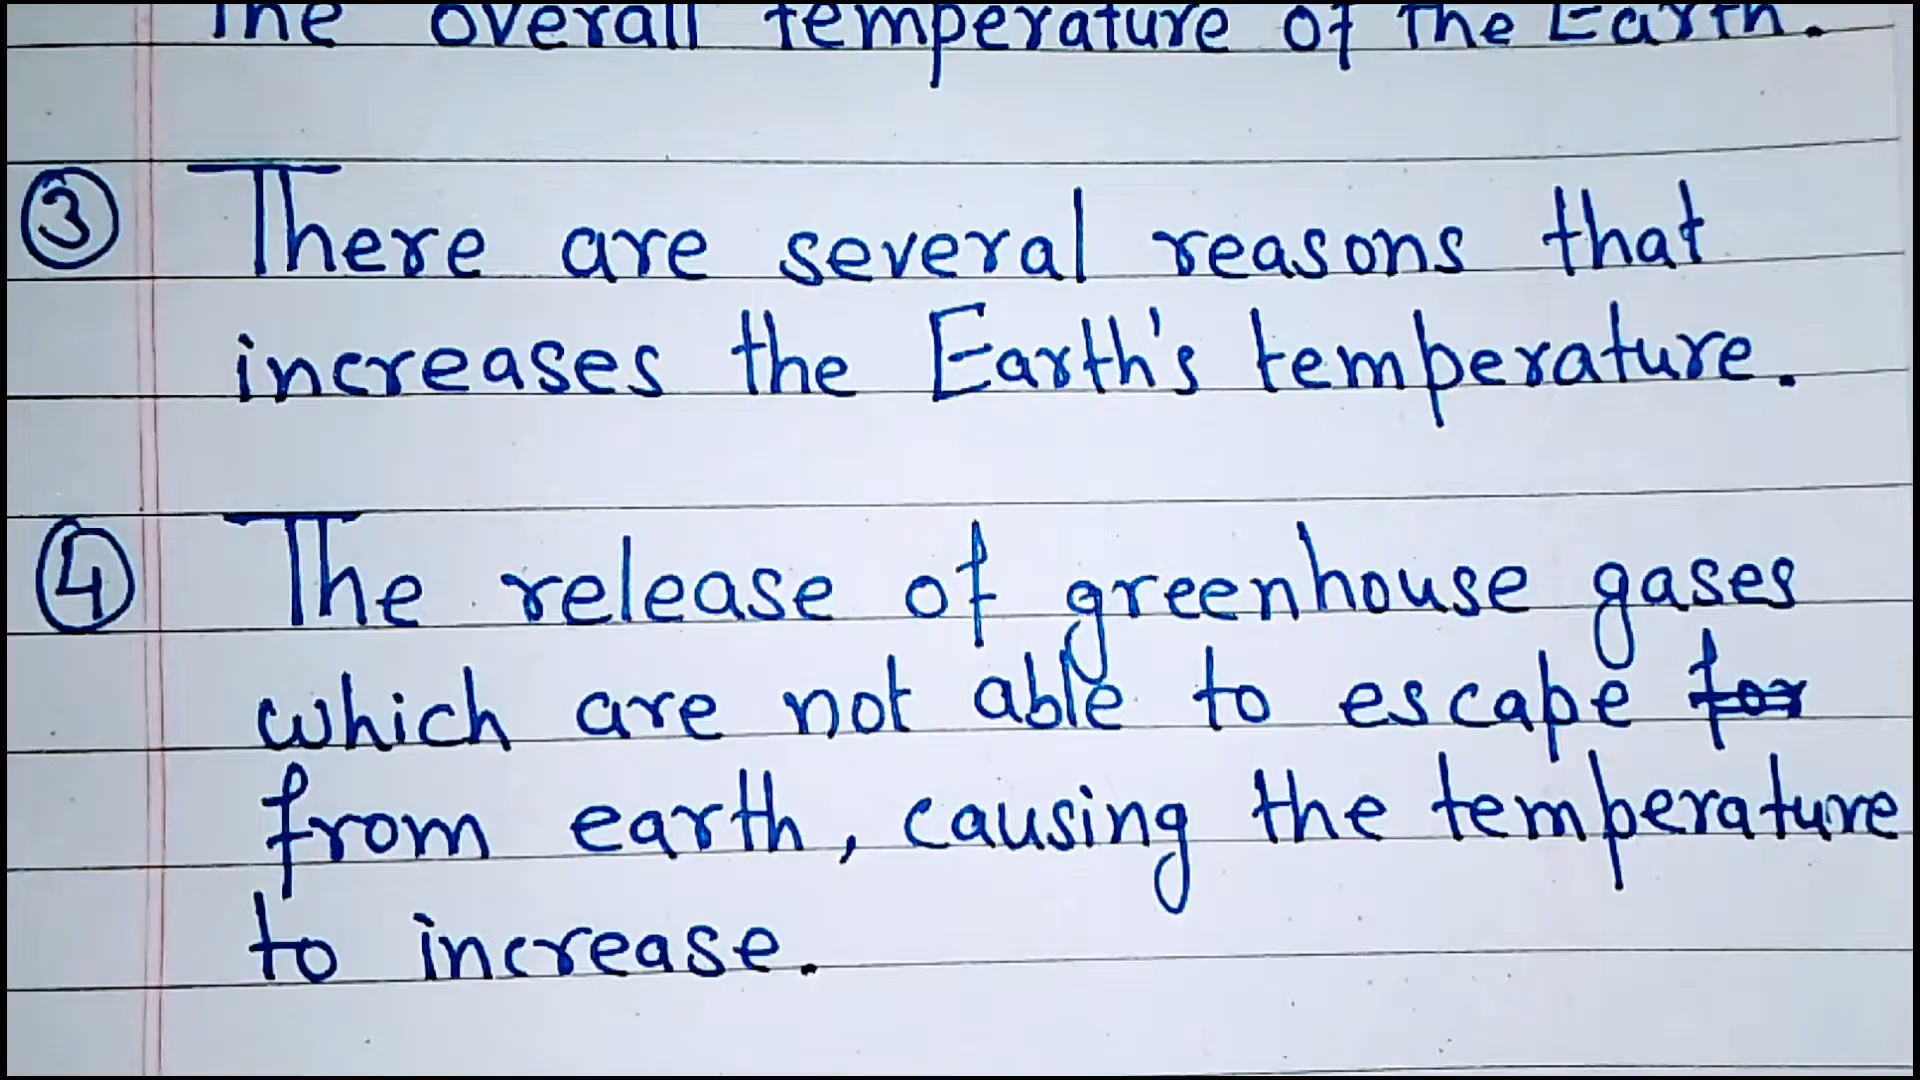 The overall temperature of the Earth.
3 There are several reasons that
increases the Earth's temperature.
4 The release of greenhouse gases
which are not able to escape for
from earth, causing the temperature
to increase.